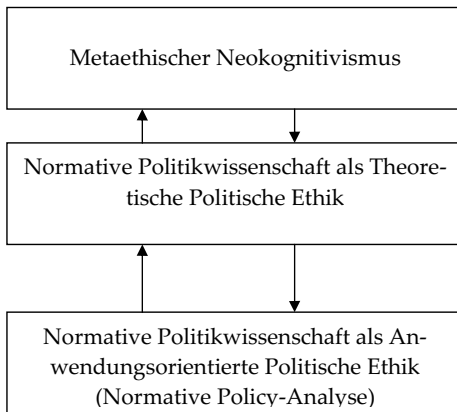 Metaethischer Neokognitivismus
Normative Politikwissenschaft als Theore-
tische Politische Ethik
Normative Politikwissenschaft als An-
wendungsorientierte Politische Ethik
(Normative Policy-Analyse)